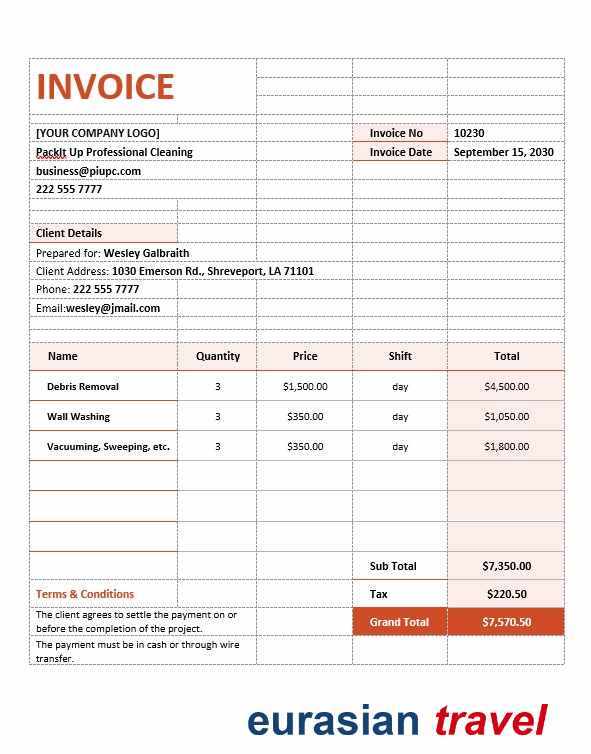 INVOICE
[YOUR COMPANY LOGO] Invoice No 10230
PackIt Up Professional Cleaning Invoice Date September 15, 2030
business@piupc.com
222 555 7777
Client Details
Prepared for: Wesley Galbraith
Client Address: 1030 Emerson Rd., Shreveport, LA 71101
Phone: 222 555 7777
Email:wesley@jmail.com
Name Quantity Price Shift Total
Debris Removal 3 $1,500.00 day $4,500.00
Wall Washing 3 $350.00 day $1,050.00
Vacuuming, Sweeping, etc. 3 $350.00 day $1,800.00
Sub Total $7,350.00
Terms & Conditions Tax $220.50
The client agrees to settle the payment on or
before the completion of the project.
Grand Total $7,570.50
The payment must be in cash or through wire
transfer.
eurasian travel